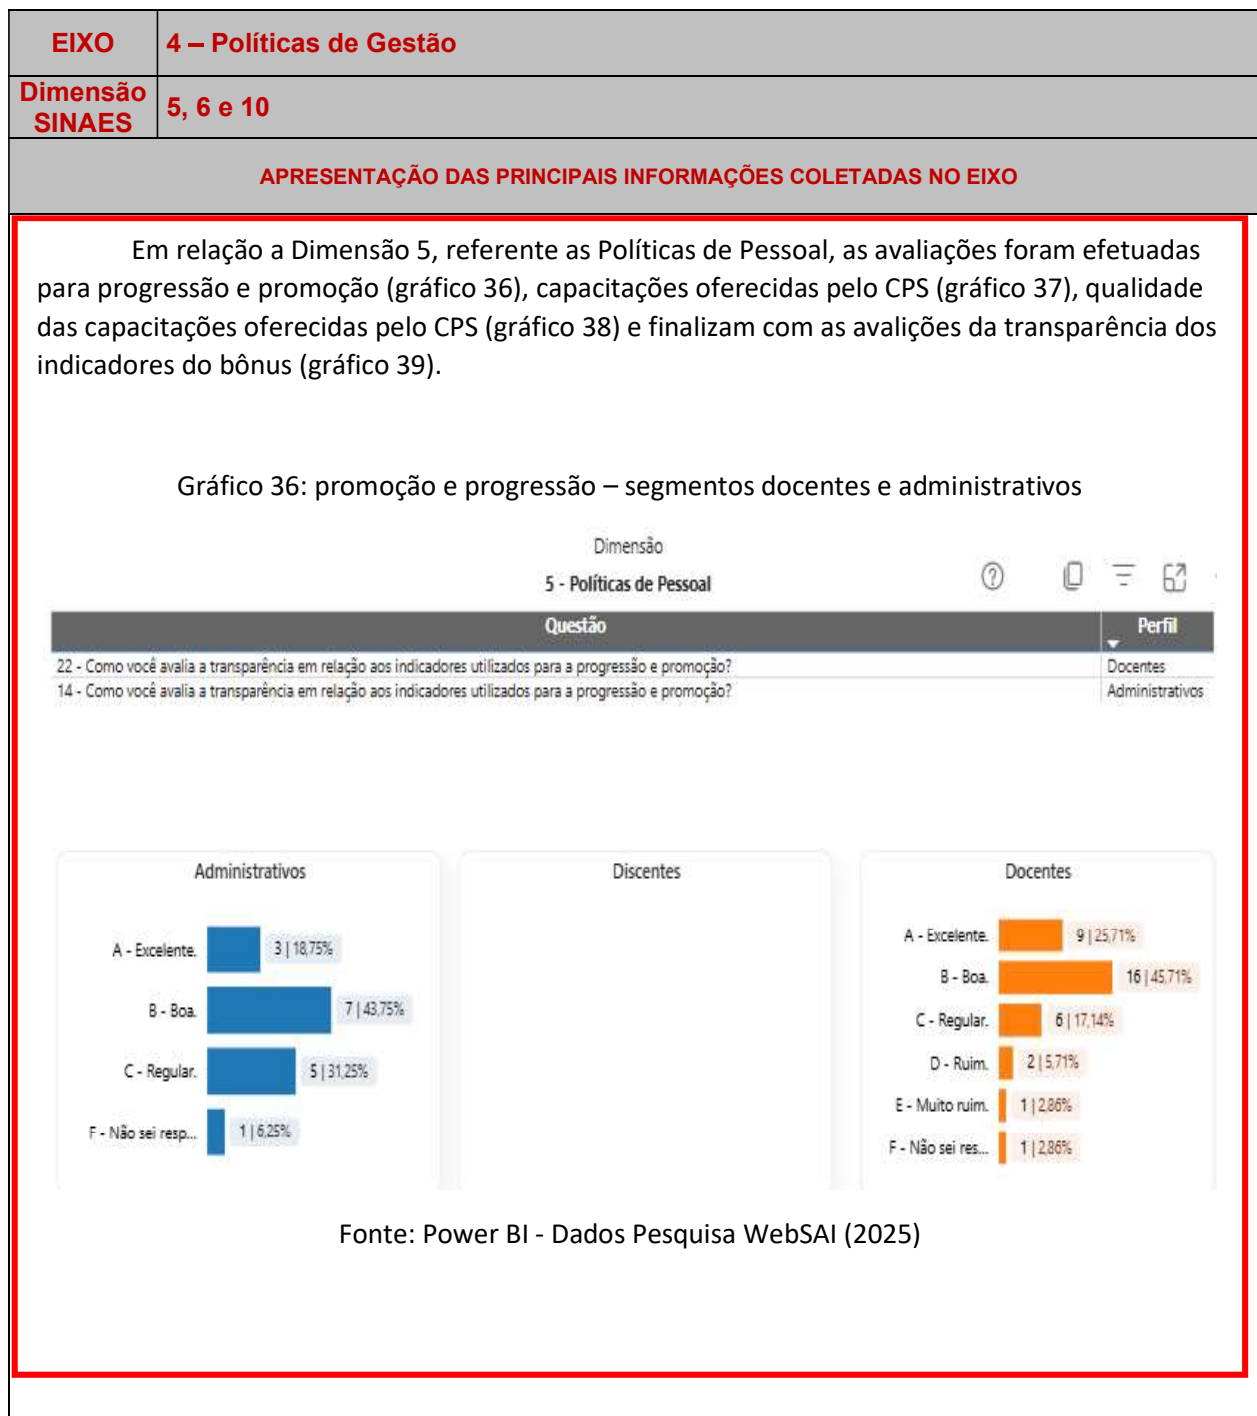 EIXO 4 – Políticas de Gestão
Dimensão SINAES 5, 6 e 10
APRESENTAÇÃO DAS PRINCIPAIS INFORMAÇÕES COLETADAS NO EIXO
Em relação a Dimensão 5, referente as Políticas de Pessoal, as avaliações foram efetuadas
para progressão e promoção (gráfico 36), capacitações oferecidas pelo CPS (gráfico 37), qualidade
das capacitações oferecidas pelo CPS (gráfico 38) e finalizam com as avalições da transparência dos
indicadores do bônus (gráfico 39).
Gráfico 36: promoção e progressão – segmentos docentes e administrativos
Dimensão
5 - Políticas de Pessoal
Questão Perfil
22 - Como você avalia a transparência em relação aos indicadores utilizados para a progressão e promoção? Docentes
14 - Como você avalia a transparência em relação aos indicadores utilizados para a progressão e promoção? Administrativos
Administrativos
A - Excelente. 3 | 18,75%
B - Boa. 7 | 43,75%
C - Regular. 5 | 31,25%
F - Não sei resp... 1 | 6,25%
Discentes
Docentes
A - Excelente. 9 | 25,71%
B - Boa. 16 | 45,71%
C - Regular. 6 | 17,14%
D - Ruim. 2 | 5,71%
E - Muito ruim. 1 | 2,86%
F - Não sei res... 1 | 2,86%
Fonte: Power BI - Dados Pesquisa WebSAI (2025)